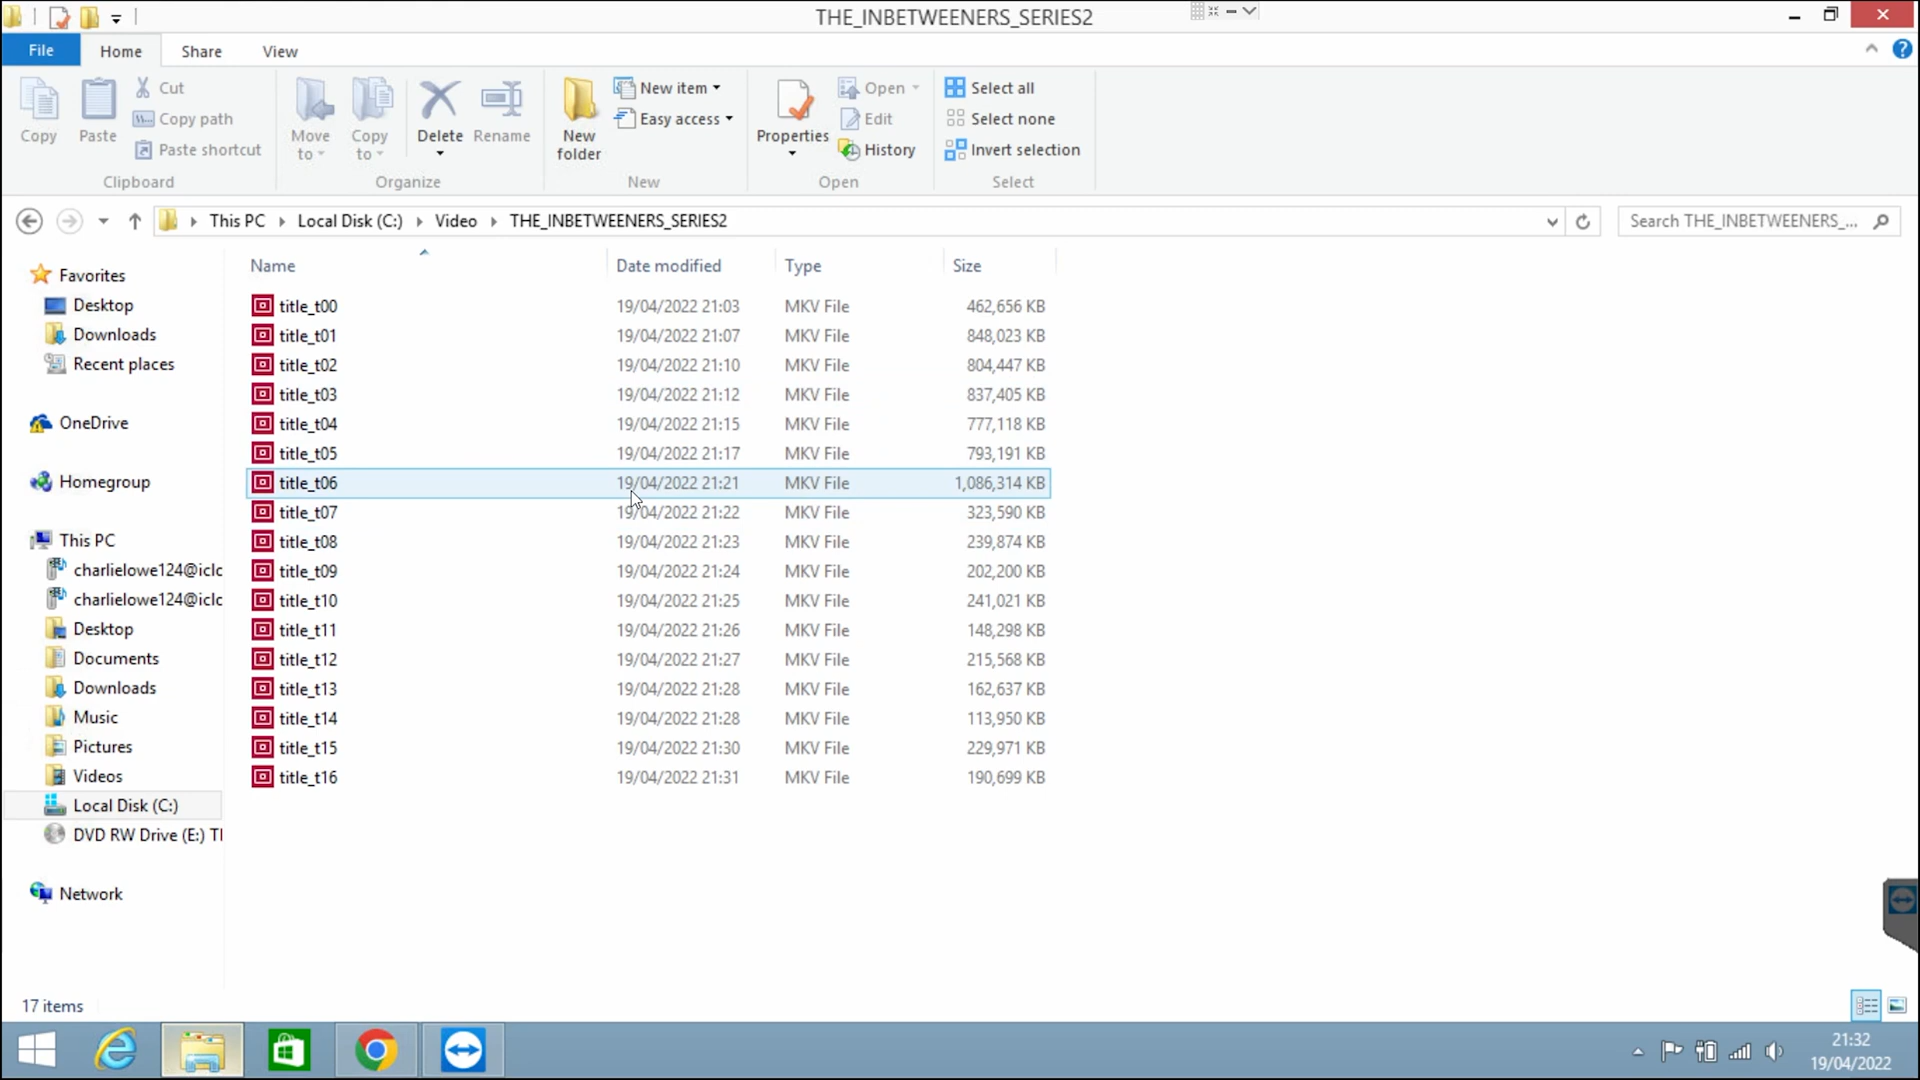 THE_INBETWEENERS_SERIES2
File Home Share View
Copy
Paste
Cut
Copy path
Paste shortcut
Clipboard
Move to
Copy to
Delete
Rename
Organize
New folder
New item
Easy access
New
Properties
Open
Edit
History
Open
Select all
Select none
Invert selection
Select
This PC Local Disk (C:) Video THE_INBETWEENERS_SERIES2
Search THE_INBETWEENERS_...
Favorites
Desktop
Downloads
Recent places
OneDrive
Homegroup
This PC
charlielowe124@iclc
charlielowe124@iclc
Desktop
Documents
Downloads
Music
Pictures
Videos
Local Disk (C:)
DVD RW Drive (E:) TI
Network
Name Date modified Type Size
title_t00 19/04/2022 21:03 MKV File 462,656 KB
title_t01 19/04/2022 21:07 MKV File 848,023 KB
title_t02 19/04/2022 21:10 MKV File 804,447 KB
title_t03 19/04/2022 21:12 MKV File 837,405 KB
title_t04 19/04/2022 21:15 MKV File 777,118 KB
title_t05 19/04/2022 21:17 MKV File 793,191 KB
title_t06 19/04/2022 21:21 MKV File 1,086,314 KB
title_t07 19/04/2022 21:22 MKV File 323,590 KB
title_t08 19/04/2022 21:23 MKV File 239,874 KB
title_t09 19/04/2022 21:24 MKV File 202,200 KB
title_t10 19/04/2022 21:25 MKV File 241,021 KB
title_t11 19/04/2022 21:26 MKV File 148,298 KB
title_t12 19/04/2022 21:27 MKV File 215,568 KB
title_t13 19/04/2022 21:28 MKV File 162,637 KB
title_t14 19/04/2022 21:28 MKV File 113,950 KB
title_t15 19/04/2022 21:30 MKV File 229,971 KB
title_t16 19/04/2022 21:31 MKV File 190,699 KB
17 items
21:32
19/04/2022